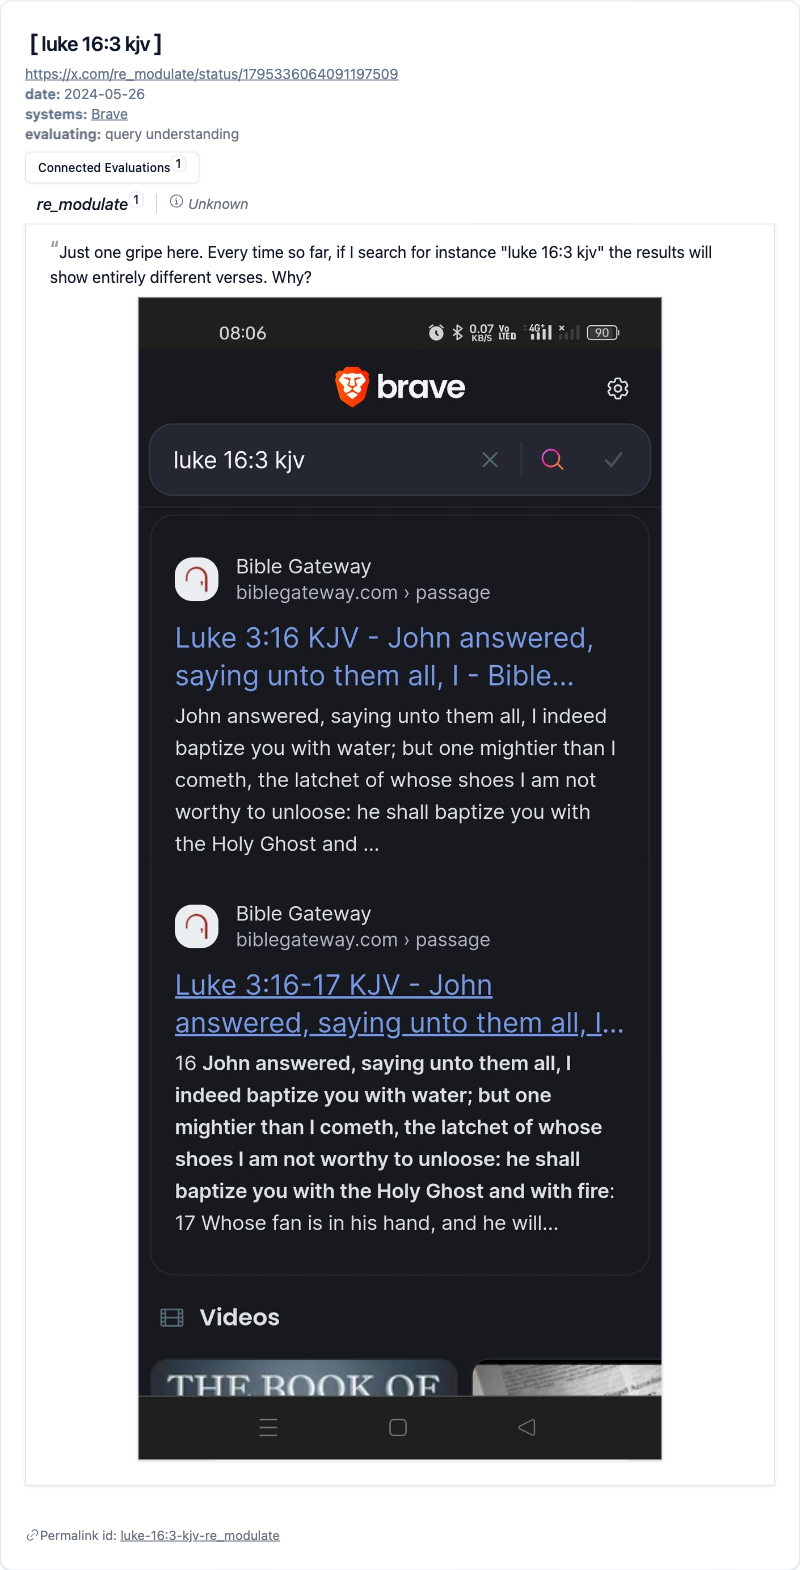 [luke 16:3 kjv]
https://x.com/re_modulate/status/1795336064091197509
date: 2024-05-26
systems: Brave
evaluating: query understanding
Connected Evaluations 1
re_modulate 1 Unknown
“Just one gripe here. Every time so far, if I search for instance "luke 16:3 kjv" the results will
show entirely different verses. Why?
08:06 0.07 KB/S Vo LTED 4G+ x 90
brave
luke 16:3 kjv
Bible Gateway
biblegateway.com › passage
Luke 3:16 KJV - John answered,
saying unto them all, I - Bible...
John answered, saying unto them all, I indeed
baptize you with water; but one mightier than I
cometh, the latchet of whose shoes I am not
worthy to unloose: he shall baptize you with
the Holy Ghost and ...
Bible Gateway
biblegateway.com › passage
Luke 3:16-17 KJV - John
answered, saying unto them all, I...
16 John answered, saying unto them all, I
indeed baptize you with water; but one
mightier than I cometh, the latchet of whose
shoes I am not worthy to unloose: he shall
baptize you with the Holy Ghost and with fire:
17 Whose fan is in his hand, and he will...
Videos
THE BOOK OF
Permalink id: luke-16:3-kjv-re_modulate